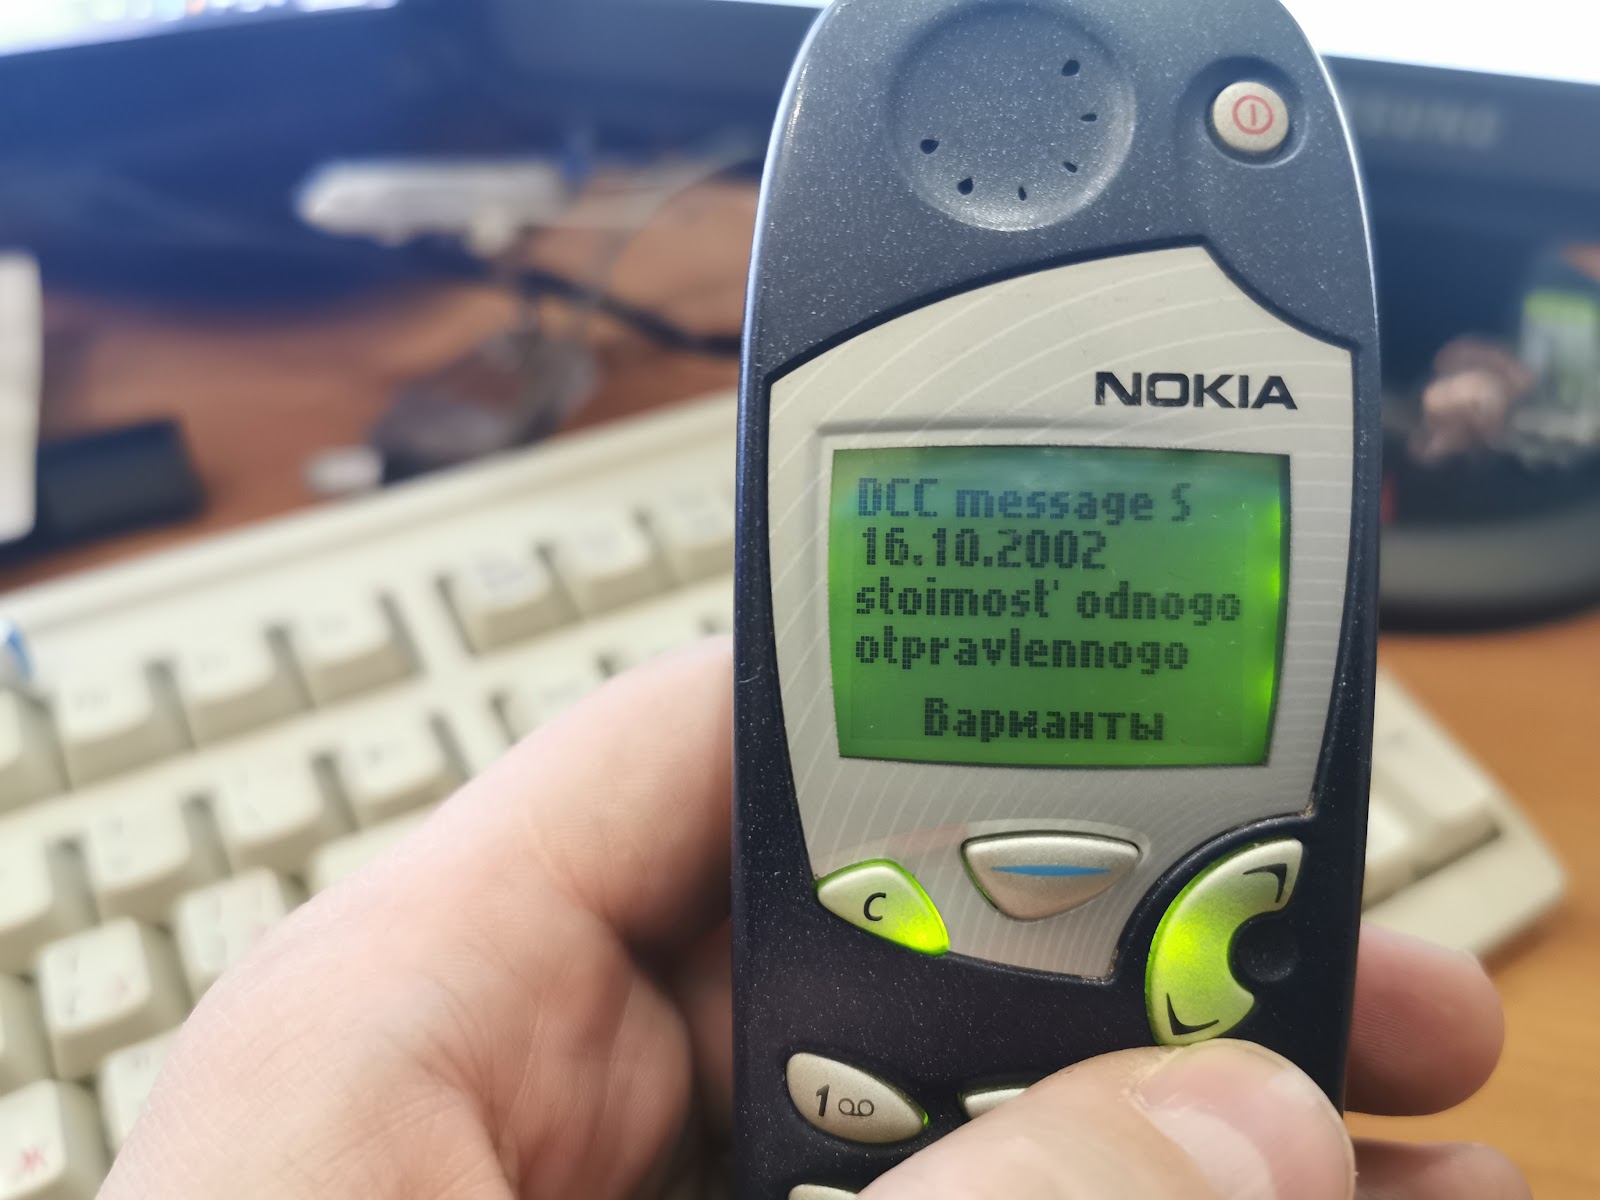 NOKIA
DCC message S
16.10.2002
stoimost' odnogo
otpravlennogo
Варианты
C
1
Ж